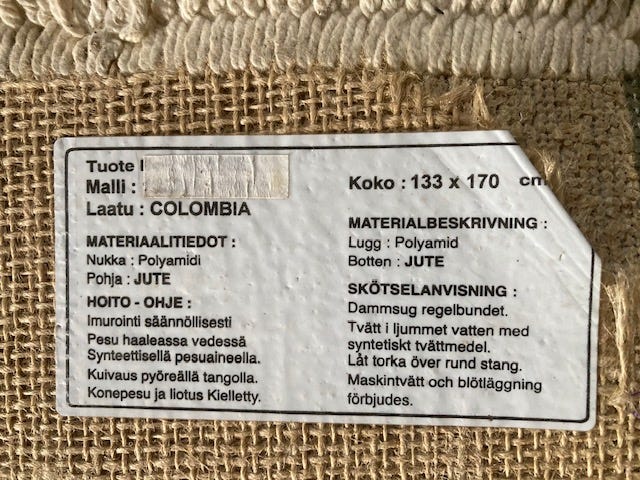 Tuote
Malli :
Laatu : COLOMBIA
MATERIAALITIEDOT :
Nukka : Polyamidi
Pohja : JUTE
HOITO - OHJE :
Imurointi säännöllisesti
Pesu haaleassa vedessä
Synteettisellä pesuaineella.
Kuivaus pyöreällä tangolla.
Konepesu ja liotus Kielletty.
Koko : 133 x 170 cm
MATERIALBESKRIVNING :
Lugg : Polyamid
Botten : JUTE
SKÖTSELANVISNING :
Dammsug regelbundet.
Tvätt i ljummet vatten med
syntetiskt tvättmedel.
Låt torka över rund stang.
Maskintvätt och blötläggning
förbjudes.